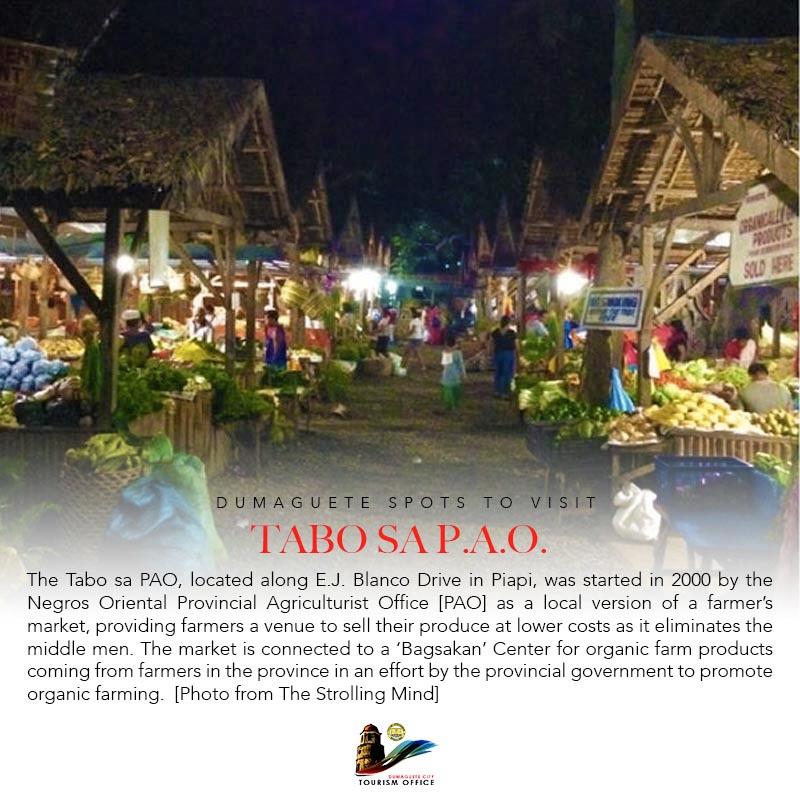 ORGANICALLY
PRODUCTS
SOLD HERE
NO SMOKING
DUMAGUETE SPOTS TO VISIT
TABO SA P.A.O.
The Tabo sa PAO, located along E.J. Blanco Drive in Piapi, was started in 2000 by the
Negros Oriental Provincial Agriculturist Office [PAO] as a local version of a farmer's
market, providing farmers a venue to sell their produce at lower costs as it eliminates the
middle men. The market is connected to a ‘Bagsakan’ Center for organic farm products
coming from farmers in the province in an effort by the provincial government to promote
organic farming. [Photo from The Strolling Mind]
DUMAGUETE CITY
TOURISM OFFICE